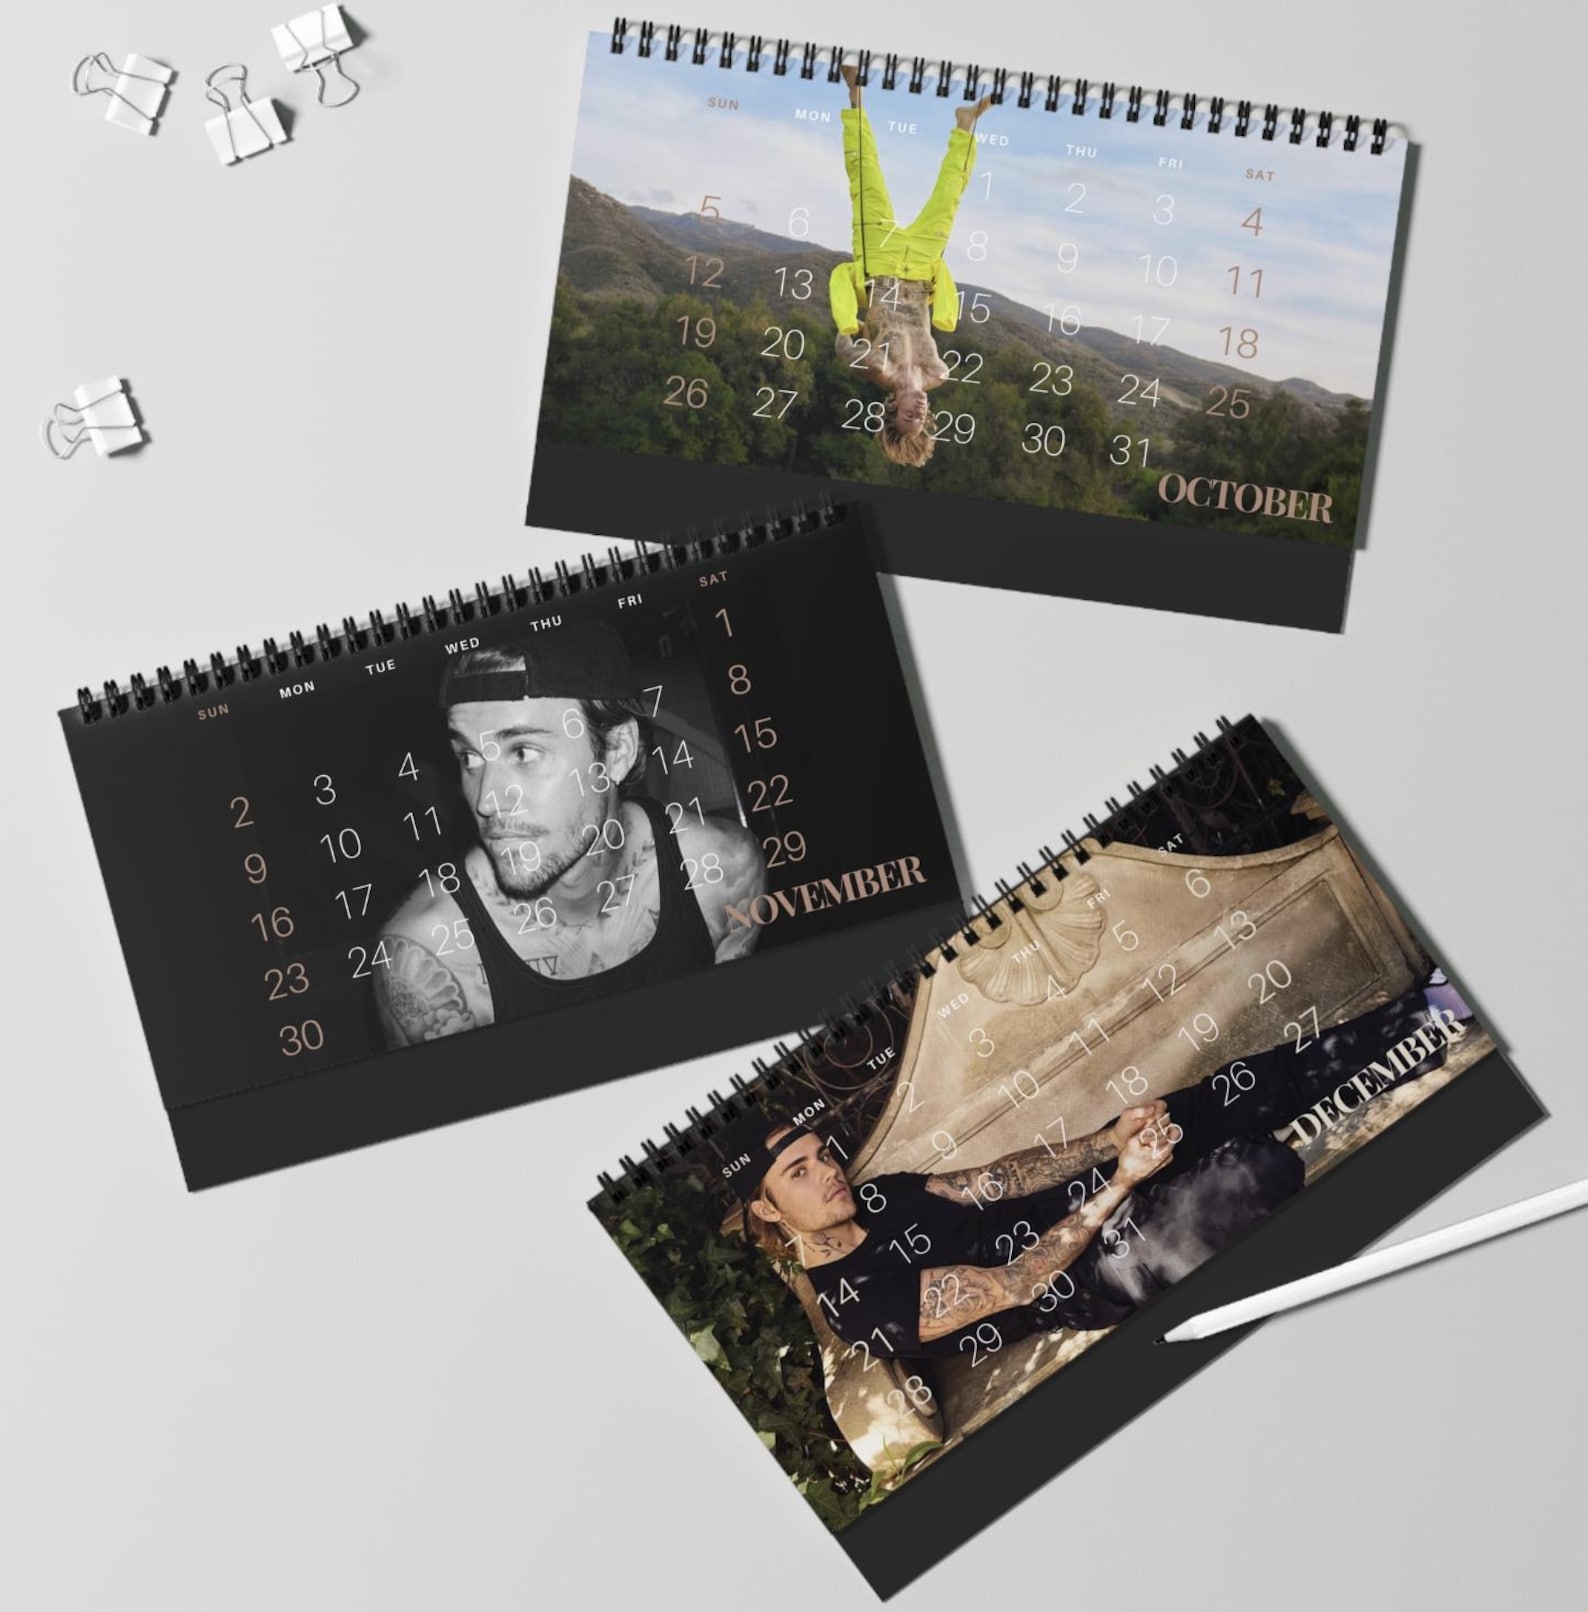 SUN MON TUE WED THU FRI SAT
1 2 3 4
5 6 7 8 9 10 11
12 13 14 15 16 17 18
19 20 21 22 23 24 25
26 27 28 29 30 31
OCTOBER
SUN MON TUE WED THU FRI SAT
1
2 3 4 5 6 7 8
9 10 11 12 13 14 15
16 17 18 19 20 21 22
23 24 25 26 27 28 29
30
NOVEMBER
SUN MON TUE WED THU FRI SAT
1 2 3 4 5 6
7 8 9 10 11 12 13
14 15 16 17 18 19 20
21 22 23 24 25 26 27
28 29 30 31
DECEMBER